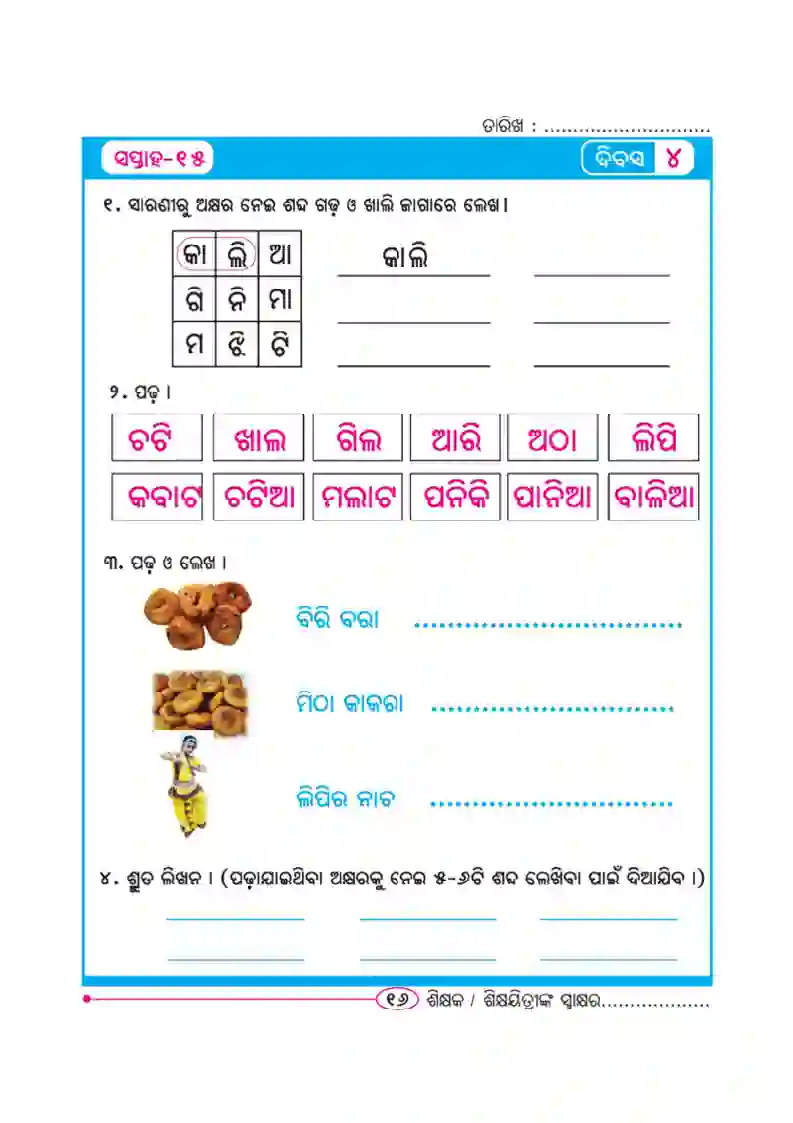 ତାରିଖ : .............................
ସପ୍ତାହ-୧୫ ଦିବସ ୪
୧. ସାରଣୀରୁ ଅକ୍ଷର ନେଇ ଶବ୍ଦ ଗଢ଼ ଓ ଖାଲି ଜାଗାରେ ଲେଖ।
କା ଲି ଆ କାଲି
ଗି ନି ମା
ମ ଝି ଟି
୨. ପଢ଼ ।
ଚଟି ଖାଲ ଗିଲ ଆରି ଅଠା ଲିପି
କବାଟ ଚଟିଆ ମଲାଟ ପନିକି ପାନିଆ ବାଳିଆ
୩. ପଢ଼ ଓ ଲେଖ ।
ବିରି ବରା ................................
ମିଠା କାକରା .............................
ଲିପିର ନାଚ .............................
୪. ଶ୍ରୁତ ଲିଖନ । (ପଢ଼ାଯାଇଥିବା ଅକ୍ଷରକୁ ନେଇ ୫-୬ଟି ଶବ୍ଦ ଲେଖିବା ପାଇଁ ଦିଆଯିବ ।)
୧୬ ଶିକ୍ଷକ / ଶିକ୍ଷୟିତ୍ରୀଙ୍କ ସ୍ୱାକ୍ଷର...................